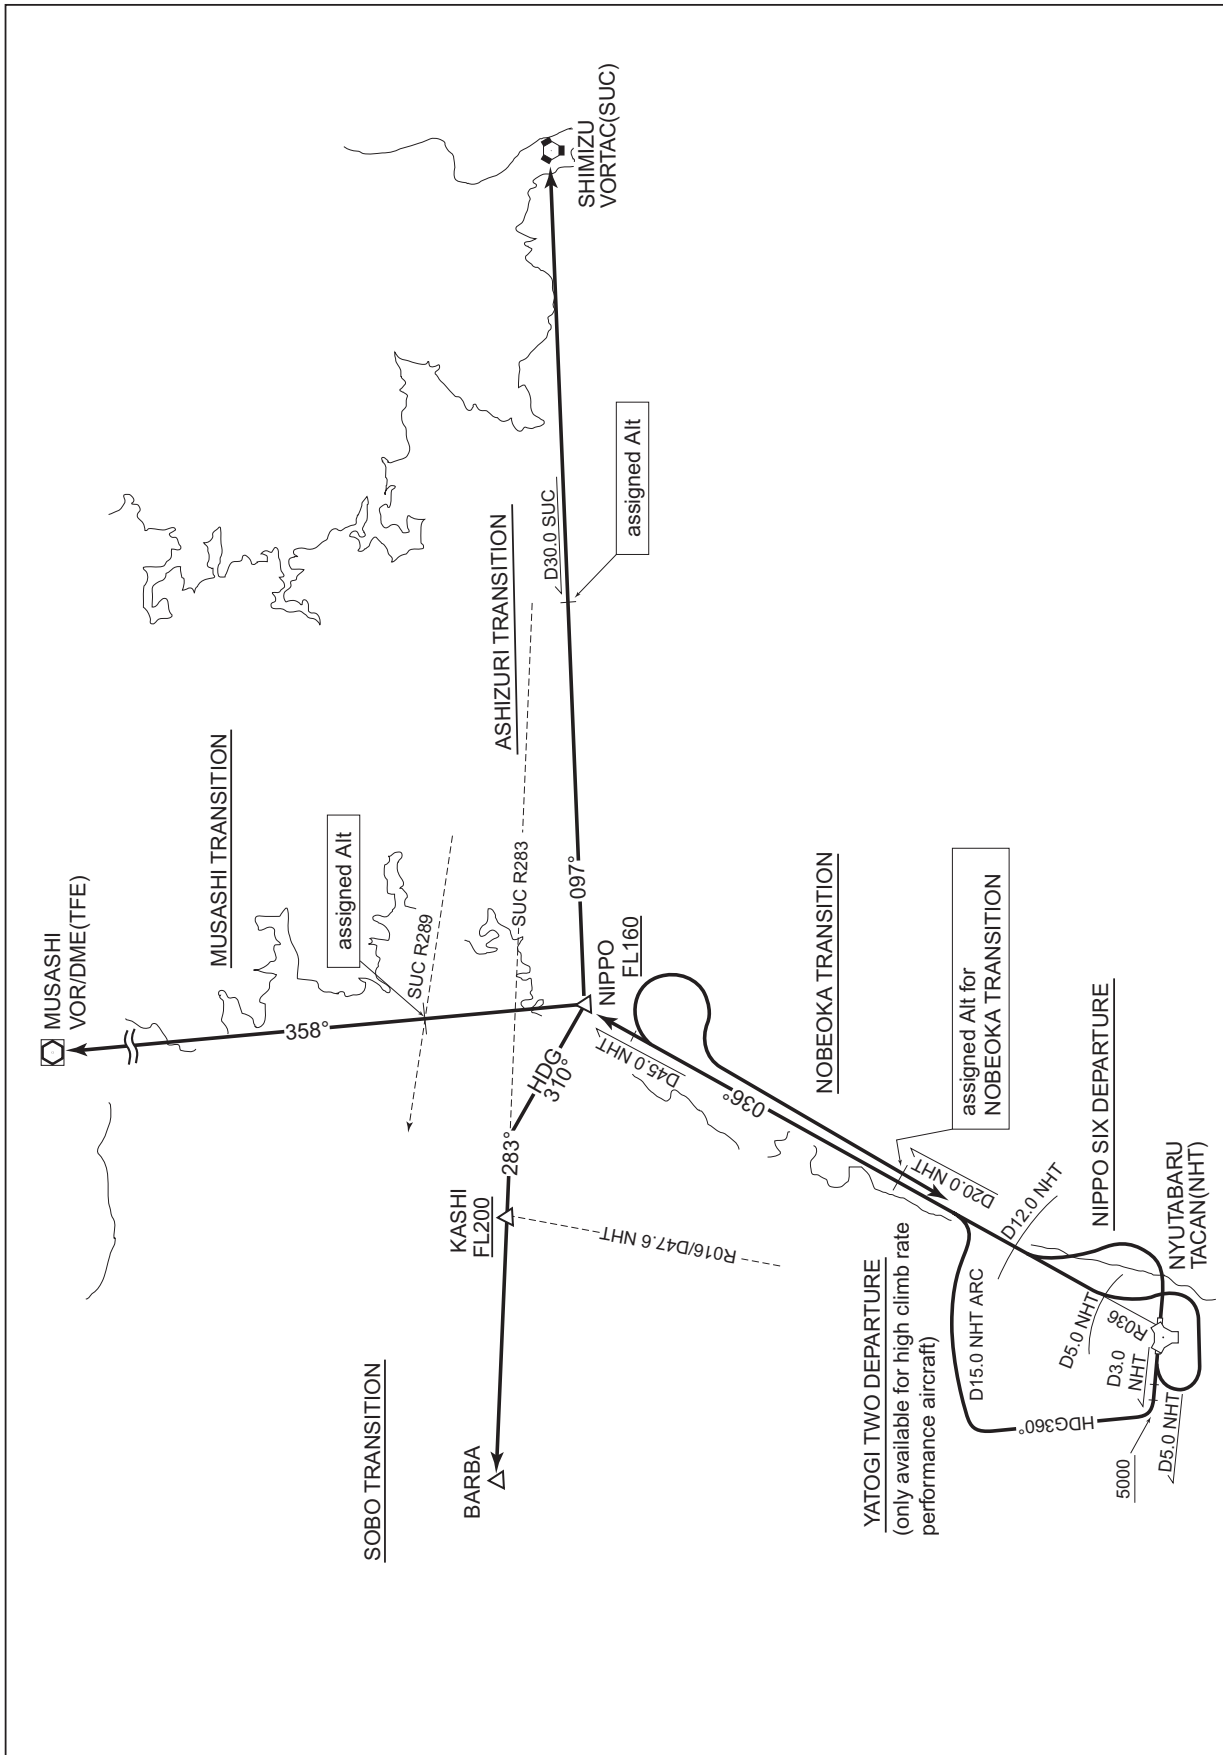 MUSASHI
VOR/DME(TFE)
MUSASHI TRANSITION
358°
assigned Alt
SUC R289
SHIMIZU
VORTAC(SUC)
ASHIZURI TRANSITION
D30.0 SUC
assigned Alt
SUC R283
097°
NIPPO
FL160
HDG
310°
283°
KASHI
FL200
R016/D47.6 NHT
BARBA
SOBO TRANSITION
D45.0 NHT
036°
NOBEOKA TRANSITION
assigned Alt for
NOBEOKA TRANSITION
D20.0 NHT
D12.0 NHT
NIPPO SIX DEPARTURE
NYUTABARU
TACAN(NHT)
YATOGI TWO DEPARTURE
(only available for high climb rate
performance aircraft)
D15.0 NHT ARC
D5.0 NHT
R036
D3.0
NHT
HDG360°
5000
D5.0 NHT